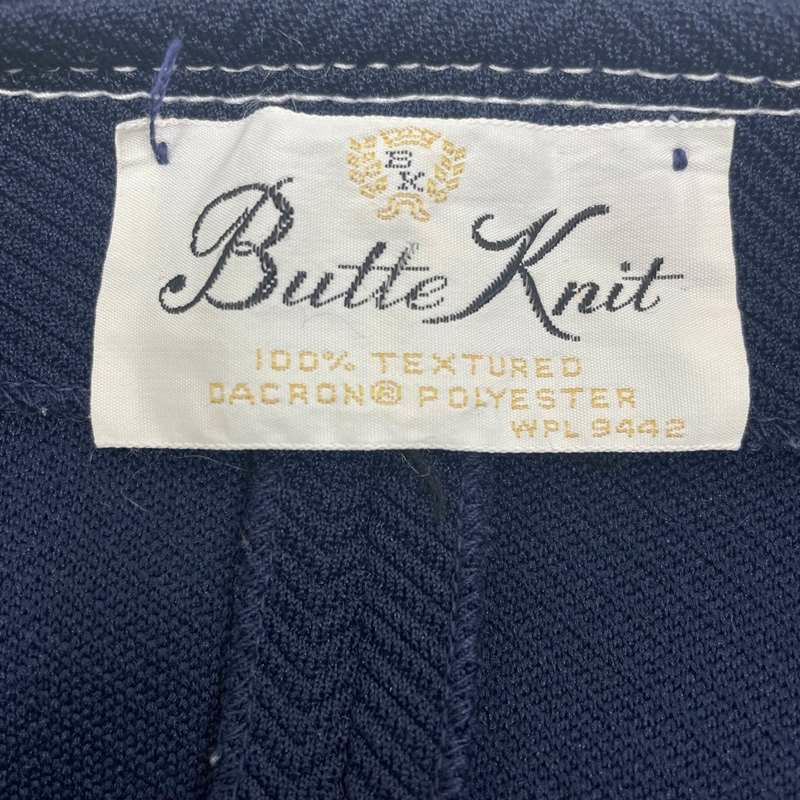 BK
Butte Knit
100% TEXTURED
DACRON® POLYESTER
WPL 9442